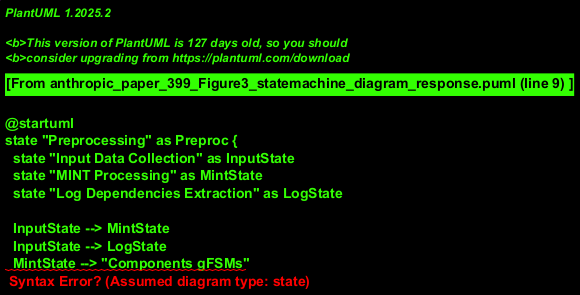 PlantUML 1.2025.2
<b>This version of PlantUML is 127 days old, so you should
<b>consider upgrading from https://plantuml.com/download
[From anthropic_paper_399_Figure3_statemachine_diagram_response.puml (line 9) ]
@startuml
state "Preprocessing" as Preproc {
state "Input Data Collection" as InputState
state "MINT Processing" as MintState
state "Log Dependencies Extraction" as LogState
InputState --> MintState
InputState --> LogState
MintState --> "Components gFSMs"
Syntax Error? (Assumed diagram type: state)